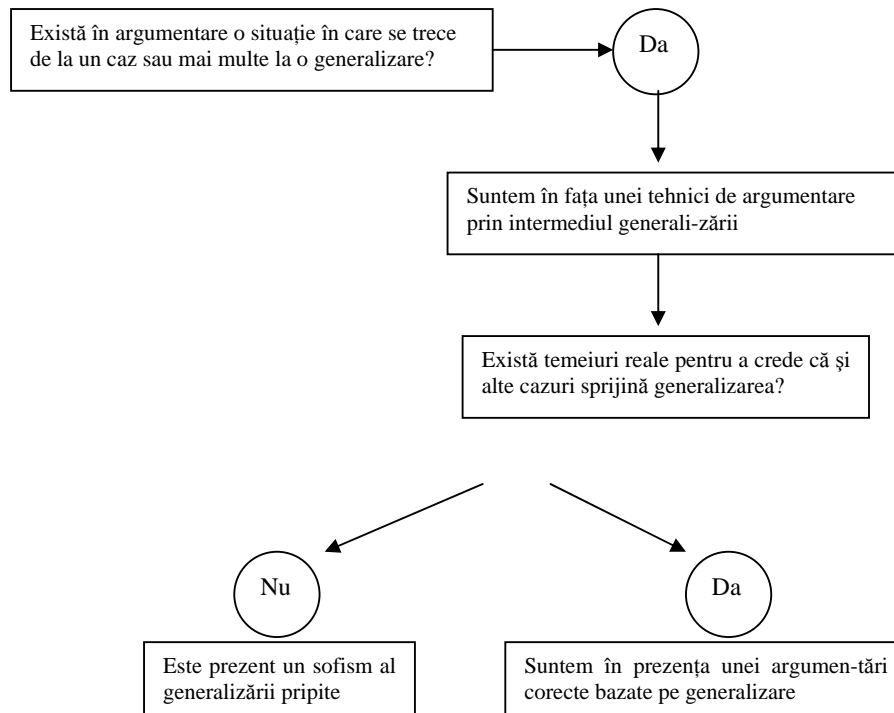 Există în argumentare o situație în care se trece
de la un caz sau mai multe la o generalizare?
Da
Suntem în fața unei tehnici de argumentare
prin intermediul generali-zării
Există temeiuri reale pentru a crede că şi
alte cazuri sprijină generalizarea?
Nu
Da
Este prezent un sofism al
generalizării pripite
Suntem în prezența unei argumen-tări
corecte bazate pe generalizare